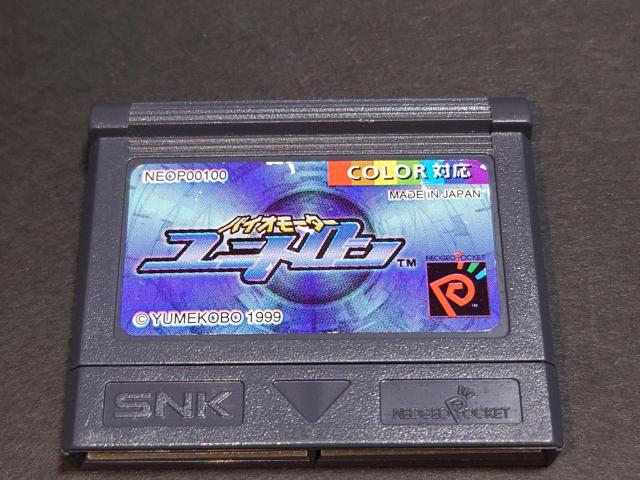 NEOP00100
COLOR 対応
MADE IN JAPAN
バイオモーター
ユニトロン
TM
NEOGEO POCKET
TM
© YUMEKOBO 1999
SNK
NEOGEO POCKET